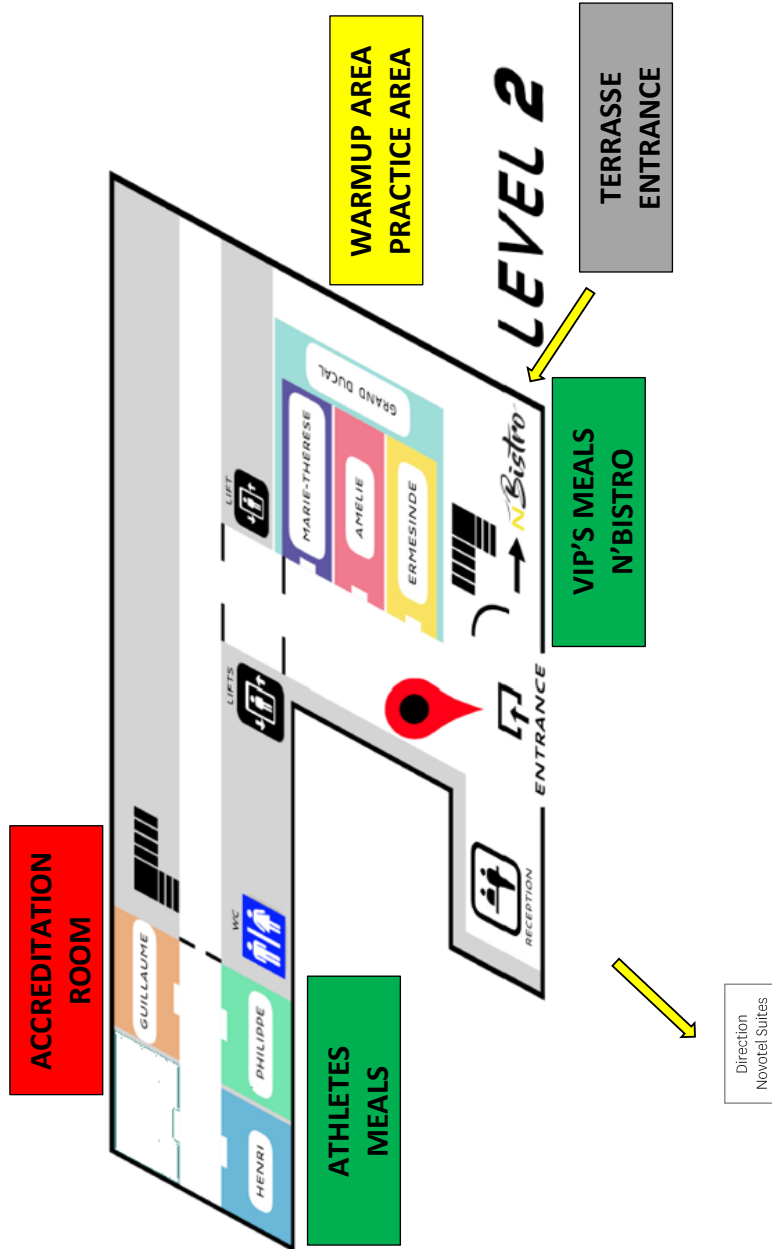 ACCREDITATION
ROOM
GUILLAUME
WC
LIFTS
LIFT
HENRI
PHILIPPE
MARIE-THERESE
AMELIE
ERMESINDE
GRAND DUCAL
ATHLETES
MEALS
WARMUP AREA
PRACTICE AREA
RECEPTION
ENTRANCE
N'Bistro
LEVEL 2
VIP'S MEALS
N'BISTRO
TERRASSE
ENTRANCE
Direction
Novotel Suites